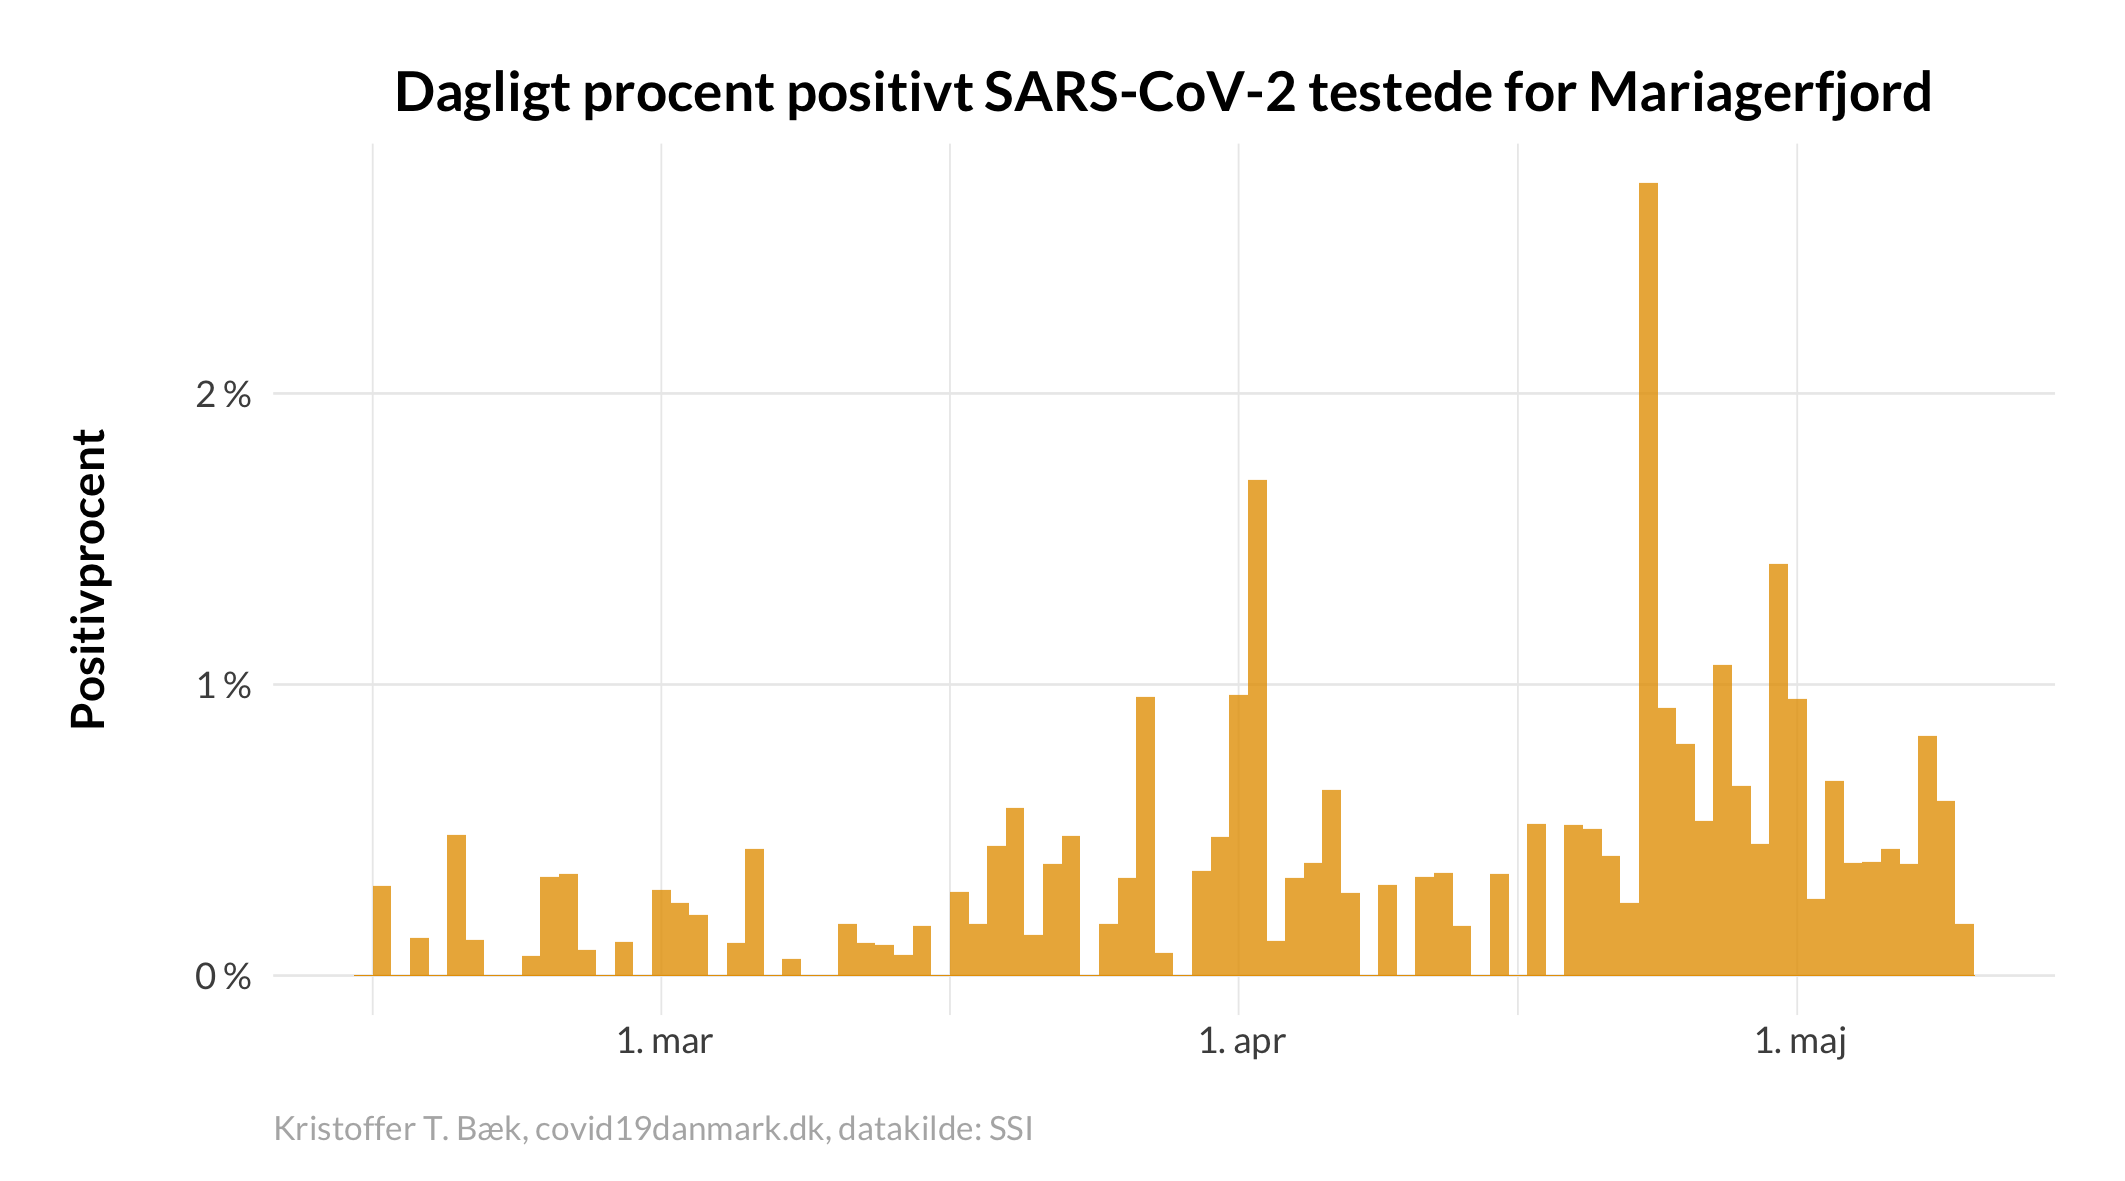 Dagligt procent positivt SARS-CoV-2 testede for Mariagerfjord
Positivprocent
2 %
1 %
0 %
1. mar
1. apr
1. maj
Kristoffer T. Bæk, covid19danmark.dk, datakilde: SSI